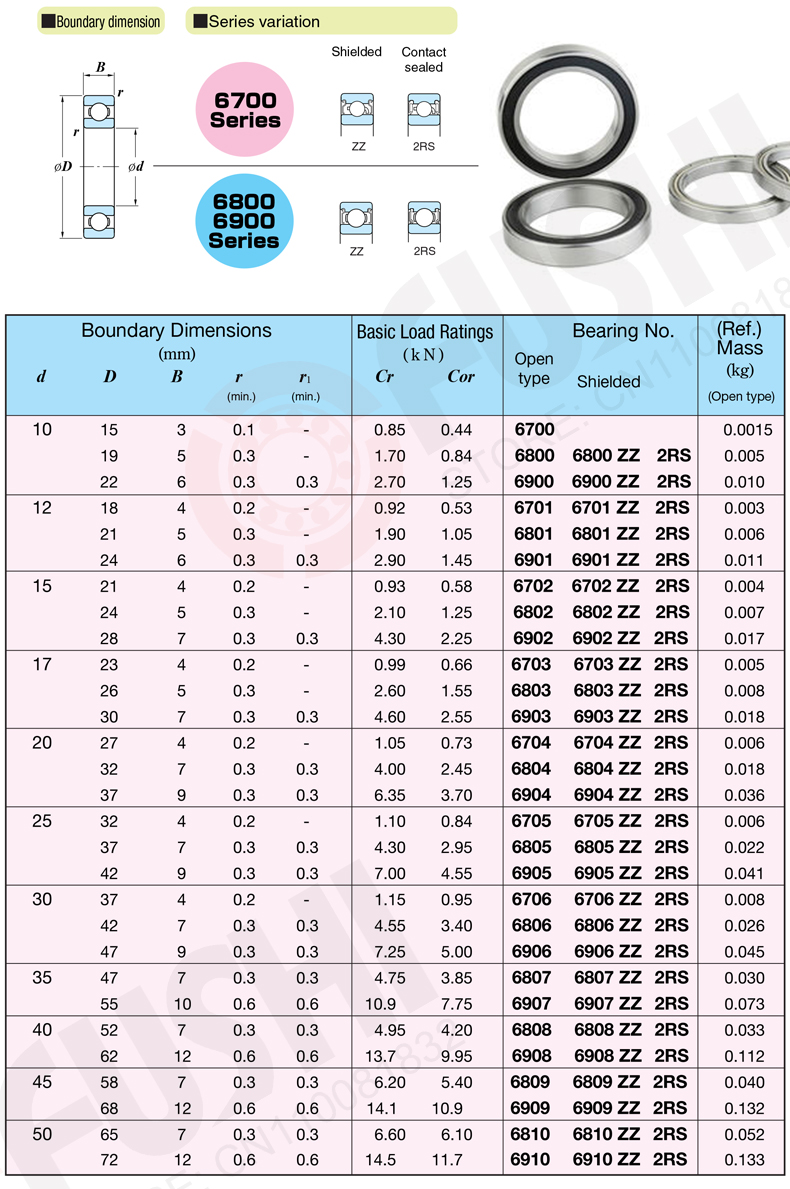 ■Boundary dimension ■Series variation
Shielded Contact
sealed
B
r
r
6700
Series
ZZ 2RS
øD ød
6800
6900
Series
ZZ 2RS
Boundary Dimensions Basic Load Ratings Bearing No. (Ref.)
(mm) (kN) Open Mass
d D B r r1 Cr Cor type Shielded (kg)
(min.) (min.) (Open type)
10 15 3 0.1 - 0.85 0.44 6700 0.0015
19 5 0.3 - 1.70 0.84 6800 6800 ZZ 2RS 0.005
22 6 0.3 0.3 2.70 1.25 6900 6900 ZZ 2RS 0.010
12 18 4 0.2 - 0.92 0.53 6701 6701 ZZ 2RS 0.003
21 5 0.3 - 1.90 1.05 6801 6801 ZZ 2RS 0.006
24 6 0.3 0.3 2.90 1.45 6901 6901 ZZ 2RS 0.011
15 21 4 0.2 - 0.93 0.58 6702 6702 ZZ 2RS 0.004
24 5 0.3 - 2.10 1.25 6802 6802 ZZ 2RS 0.007
28 7 0.3 0.3 4.30 2.25 6902 6902 ZZ 2RS 0.017
17 23 4 0.2 - 0.99 0.66 6703 6703 ZZ 2RS 0.005
26 5 0.3 - 2.60 1.55 6803 6803 ZZ 2RS 0.008
30 7 0.3 0.3 4.60 2.55 6903 6903 ZZ 2RS 0.018
20 27 4 0.2 - 1.05 0.73 6704 6704 ZZ 2RS 0.006
32 7 0.3 0.3 4.00 2.45 6804 6804 ZZ 2RS 0.018
37 9 0.3 0.3 6.35 3.70 6904 6904 ZZ 2RS 0.036
25 32 4 0.2 - 1.10 0.84 6705 6705 ZZ 2RS 0.006
37 7 0.3 0.3 4.30 2.95 6805 6805 ZZ 2RS 0.022
42 9 0.3 0.3 7.00 4.55 6905 6905 ZZ 2RS 0.041
30 37 4 0.2 - 1.15 0.95 6706 6706 ZZ 2RS 0.008
42 7 0.3 0.3 4.55 3.40 6806 6806 ZZ 2RS 0.026
47 9 0.3 0.3 7.25 5.00 6906 6906 ZZ 2RS 0.045
35 47 7 0.3 0.3 4.75 3.85 6807 6807 ZZ 2RS 0.030
55 10 0.6 0.6 10.9 7.75 6907 6907 ZZ 2RS 0.073
40 52 7 0.3 0.3 4.95 4.20 6808 6808 ZZ 2RS 0.033
62 12 0.6 0.6 13.7 9.95 6908 6908 ZZ 2RS 0.112
45 58 7 0.3 0.3 6.20 5.40 6809 6809 ZZ 2RS 0.040
68 12 0.6 0.6 14.1 10.9 6909 6909 ZZ 2RS 0.132
50 65 7 0.3 0.3 6.60 6.10 6810 6810 ZZ 2RS 0.052
72 12 0.6 0.6 14.5 11.7 6910 6910 ZZ 2RS 0.133
FUSHI
STORE: CN110081832
FUSHI